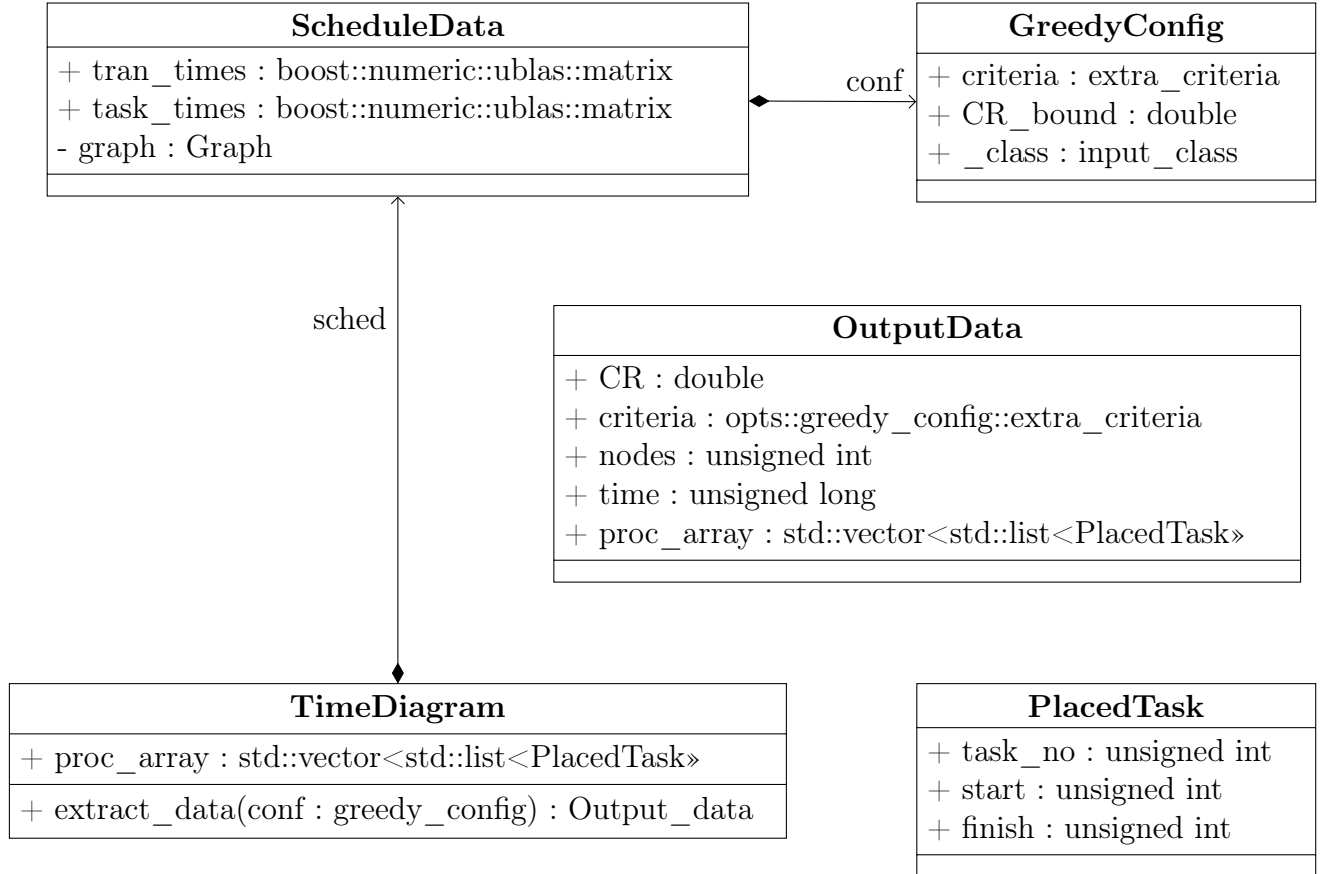 ScheduleData
+ tran_times : boost::numeric::ublas::matrix
+ task_times : boost::numeric::ublas::matrix
- graph : Graph
conf
GreedyConfig
+ criteria : extra_criteria
+ CR_bound : double
+ _class : input_class
sched
OutputData
+ CR : double
+ criteria : opts::greedy_config::extra_criteria
+ nodes : unsigned int
+ time : unsigned long
+ proc_array : std::vector<std::list<PlacedTask»
TimeDiagram
+ proc_array : std::vector<std::list<PlacedTask»
+ extract_data(conf : greedy_config) : Output_data
PlacedTask
+ task_no : unsigned int
+ start : unsigned int
+ finish : unsigned int